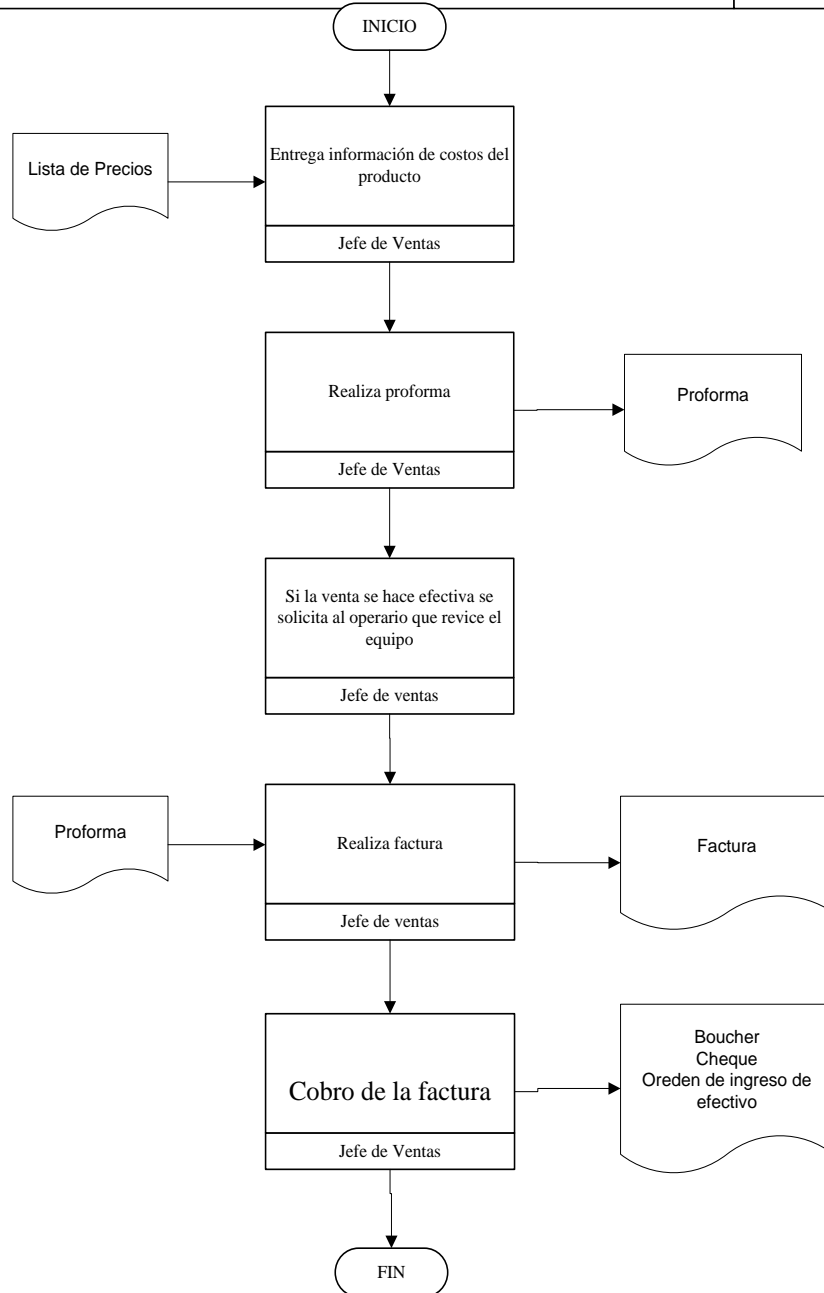 INICIO
Lista de Precios
Entrega información de costos del
producto
Jefe de Ventas
Realiza proforma
Jefe de Ventas
Proforma
Si la venta se hace efectiva se
solicita al operario que revice el
equipo
Jefe de ventas
Proforma
Realiza factura
Jefe de ventas
Factura
Cobro de la factura
Jefe de Ventas
Boucher
Cheque
Oreden de ingreso de
efectivo
FIN